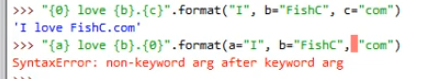 >>> "{0} love {b}.{c}".format("I", b="FishC", c="com")
'I love FishC.com'
>>> "{a} love {b}.{0}".format(a="I", b="FishC", "com")
SyntaxError: non-keyword arg after keyword arg
>>>